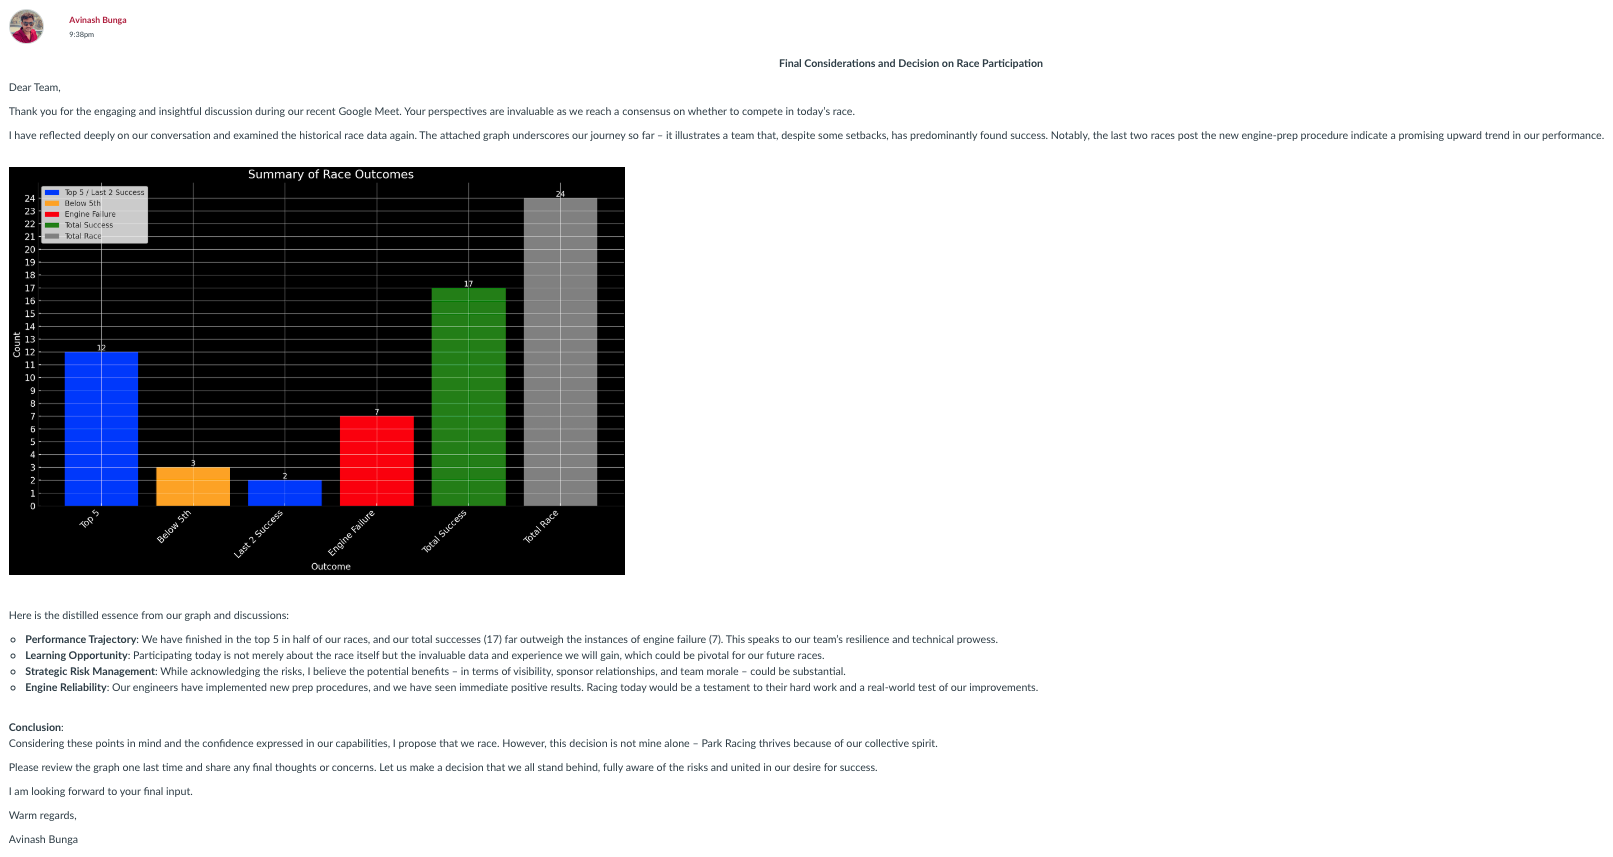 Avinash Bunga
9:38pm
Final Considerations and Decision on Race Participation
Dear Team,
Thank you for the engaging and insightful discussion during our recent Google Meet. Your perspectives are invaluable as we reach a consensus on whether to compete in today's race.
I have reflected deeply on our conversation and examined the historical race data again. The attached graph underscores our journey so far – it illustrates a team that, despite some setbacks, has predominantly found success. Notably, the last two races post the new engine-prep procedure indicate a promising upward trend in our performance.
Summary of Race Outcomes
Top 5 / Last 2 Success
Below 5th
Engine Failure
Total Success
Total Race
Count
24
23
22
21
20
19
18
17
16
15
14
13
12
11
10
9
8
7
6
5
4
3
2
1
0
12
3
2
7
17
24
Top 5
Below 5th
Last 2 Success
Engine Failure
Total Success
Total Race
Outcome
Here is the distilled essence from our graph and discussions:
Performance Trajectory: We have finished in the top 5 in half of our races, and our total successes (17) far outweigh the instances of engine failure (7). This speaks to our team's resilience and technical prowess.
Learning Opportunity: Participating today is not merely about the race itself but the invaluable data and experience we will gain, which could be pivotal for our future races.
Strategic Risk Management: While acknowledging the risks, I believe the potential benefits – in terms of visibility, sponsor relationships, and team morale – could be substantial.
Engine Reliability: Our engineers have implemented new prep procedures, and we have seen immediate positive results. Racing today would be a testament to their hard work and a real-world test of our improvements.
Conclusion:
Considering these points in mind and the confidence expressed in our capabilities, I propose that we race. However, this decision is not mine alone – Park Racing thrives because of our collective spirit.
Please review the graph one last time and share any final thoughts or concerns. Let us make a decision that we all stand behind, fully aware of the risks and united in our desire for success.
I am looking forward to your final input.
Warm regards,
Avinash Bunga